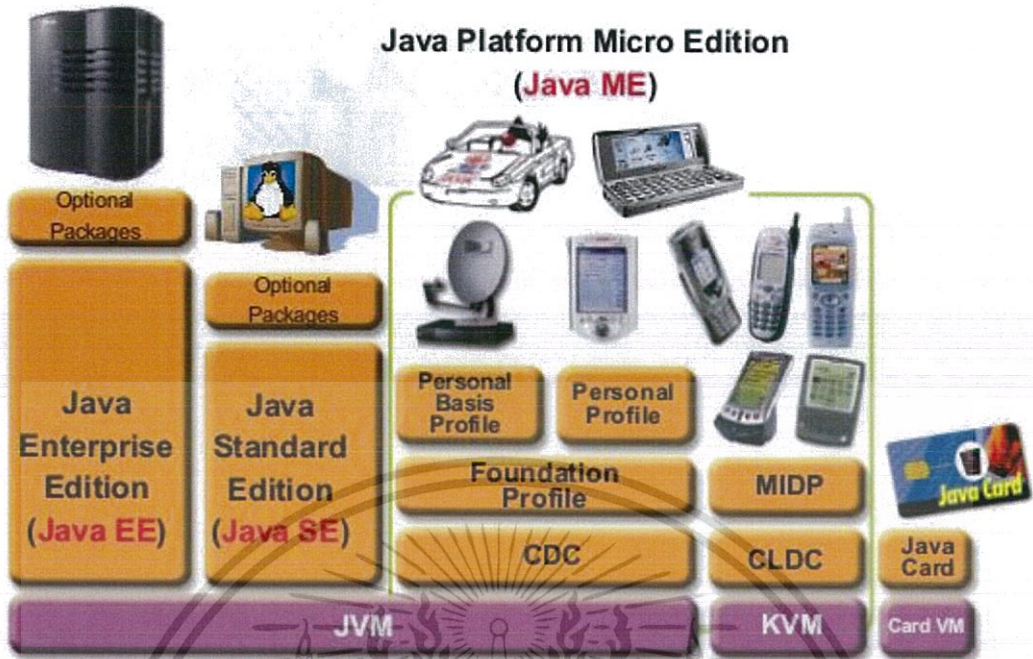 Java Platform Micro Edition
(Java ME)
Optional
Packages
Optional
Packages
Java
Enterprise
Edition
(Java EE)
Java
Standard
Edition
(Java SE)
Personal
Basis
Profile
Personal
Profile
Foundation
Profile
MIDP
CDC
CLDC
Java Card
Java
Card
JVM
KVM
Card VM